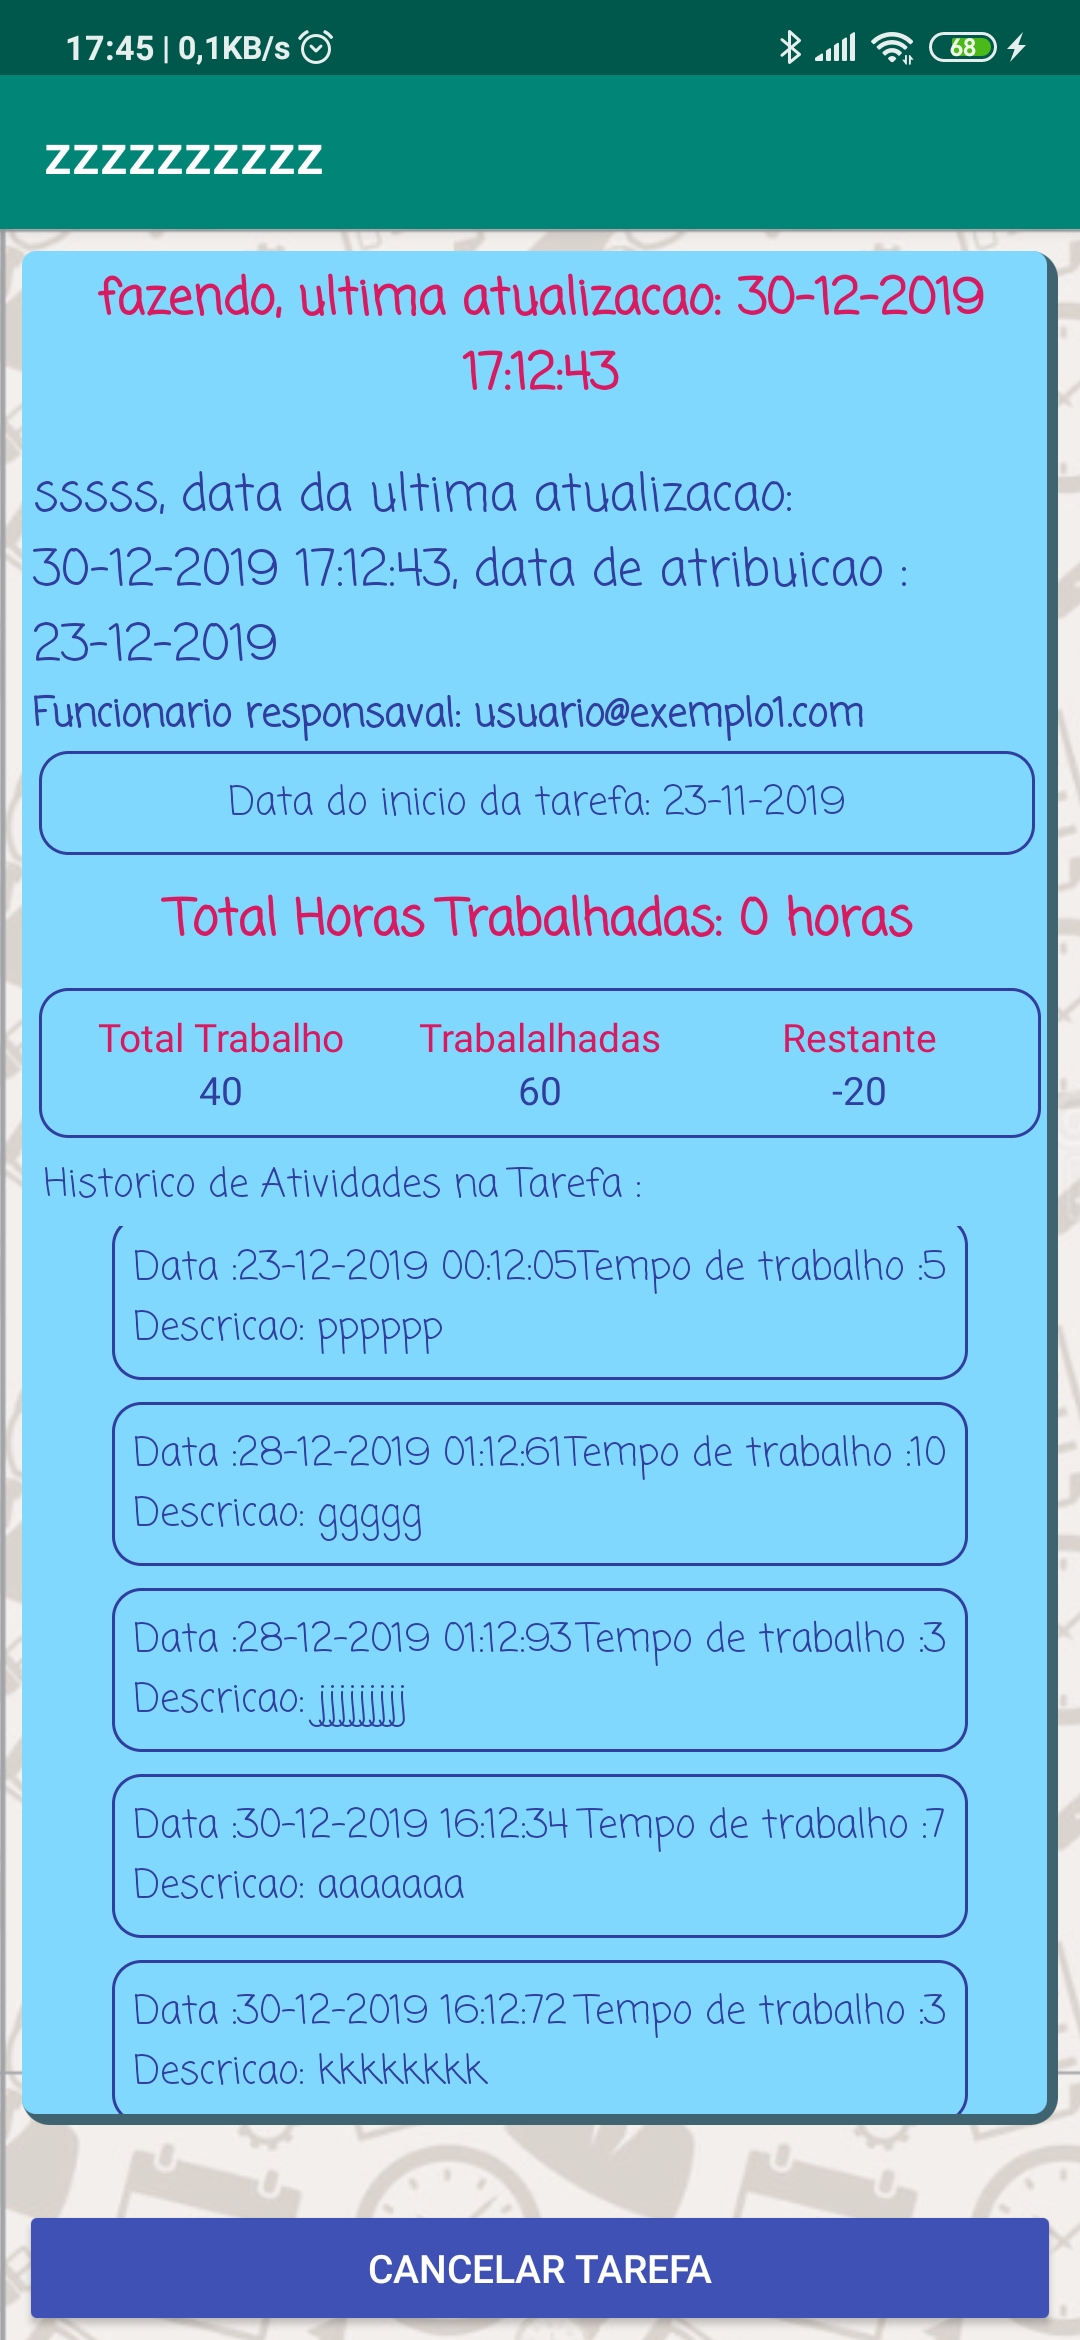 17:45 | 0,1KB/s
68
zzzzzzzzzz
fazendo, ultima atualizacao: 30-12-2019
17:12:43
sssss, data da ultima atualizacao:
30-12-2019 17:12:43, data de atribuicao :
23-12-2019
Funcionario responsaval: usuario@exemplo1.com
Data do inicio da tarefa: 23-11-2019
Total Horas Trabalhadas: 0 horas
Total Trabalho Trabalalhadas Restante
40 60 -20
Historico de Atividades na Tarefa :
Data :23-12-2019 00:12:05Tempo de trabalho :5
Descricao: pppppp
Data :28-12-2019 01:12:61Tempo de trabalho :10
Descricao: ggggg
Data :28-12-2019 01:12:93Tempo de trabalho :3
Descricao: jjjjjjjjj
Data :30-12-2019 16:12:34 Tempo de trabalho :7
Descricao: aaaaaaa
Data :30-12-2019 16:12:72 Tempo de trabalho :3
Descricao: kkkkkkkk
CANCELAR TAREFA